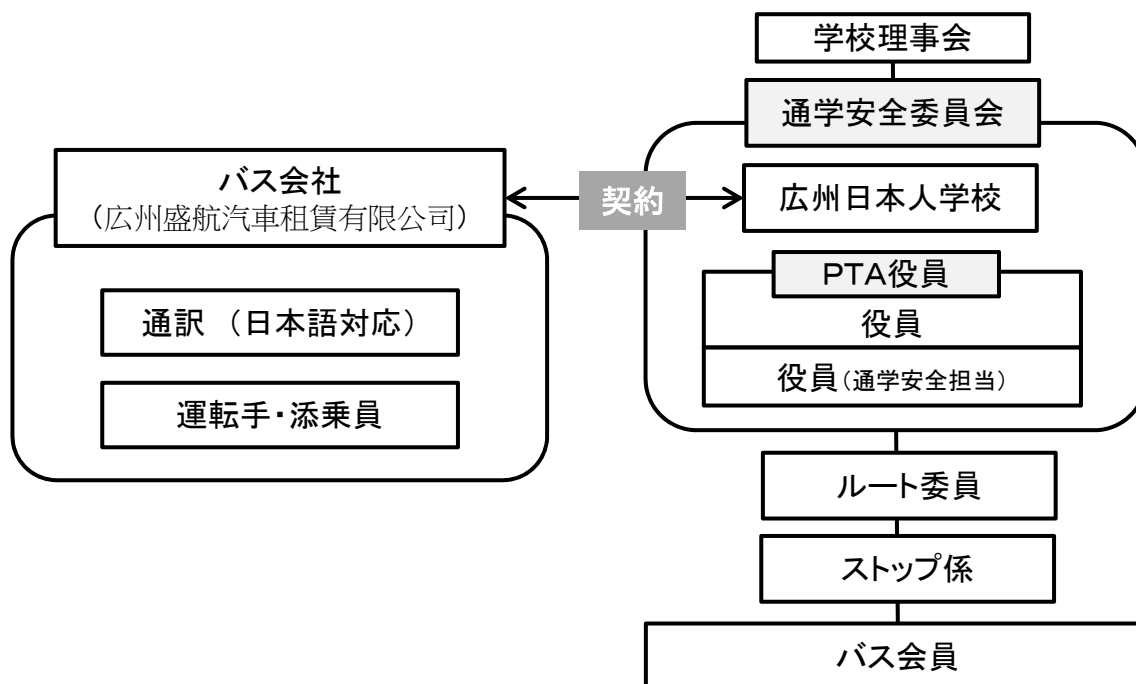 学校理事会
通学安全委員会
バス会社
（広州盛航汽車租賃有限公司）
契約
広州日本人学校
PTA役員
役員
役員（通学安全担当）
通訳 （日本語対応）
運転手・添乗員
ルート委員
ストップ係
バス会員